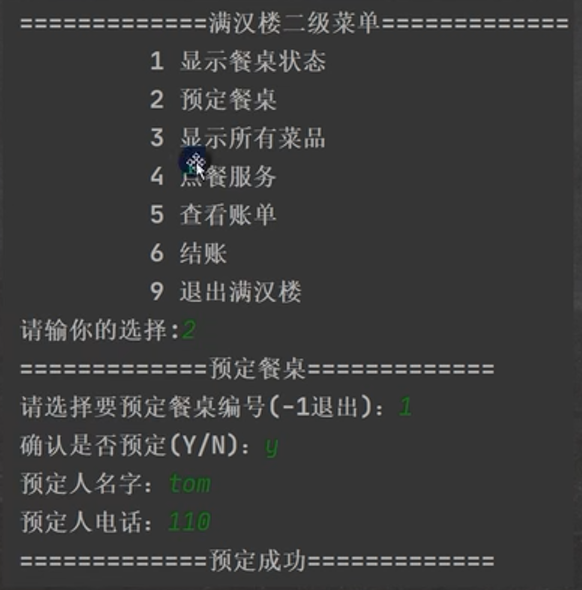 =============满汉楼二级菜单=============
1 显示餐桌状态
2 预定餐桌
3 显示所有菜品
4 点餐服务
5 查看账单
6 结账
9 退出满汉楼
请输你的选择:2
=============预定餐桌=============
请选择要预定餐桌编号(-1退出)：1
确认是否预定(Y/N)：y
预定人名字：tom
预定人电话：110
=============预定成功=============